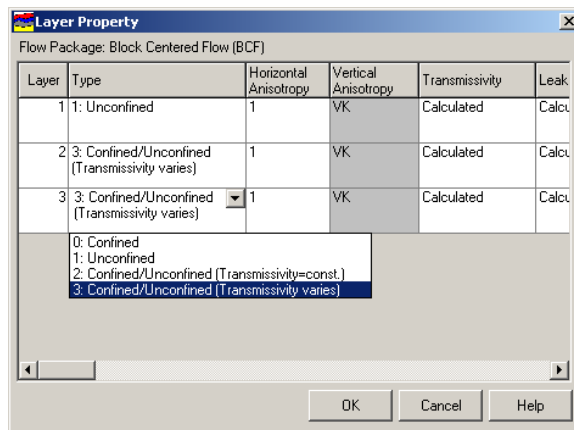 Layer Property
Flow Package: Block Centered Flow (BCF)
Layer Type Horizontal Anisotropy Vertical Anisotropy Transmissivity Leak
1 1: Unconfined 1 VK Calculated Calcu
2 3: Confined/Unconfined (Transmissivity varies) 1 VK Calculated Calcu
3 3: Confined/Unconfined (Transmissivity varies) 1 VK Calculated Calcu
0: Confined
1: Unconfined
2: Confined/Unconfined (Transmissivity=const.)
3: Confined/Unconfined (Transmissivity varies)
OK Cancel Help